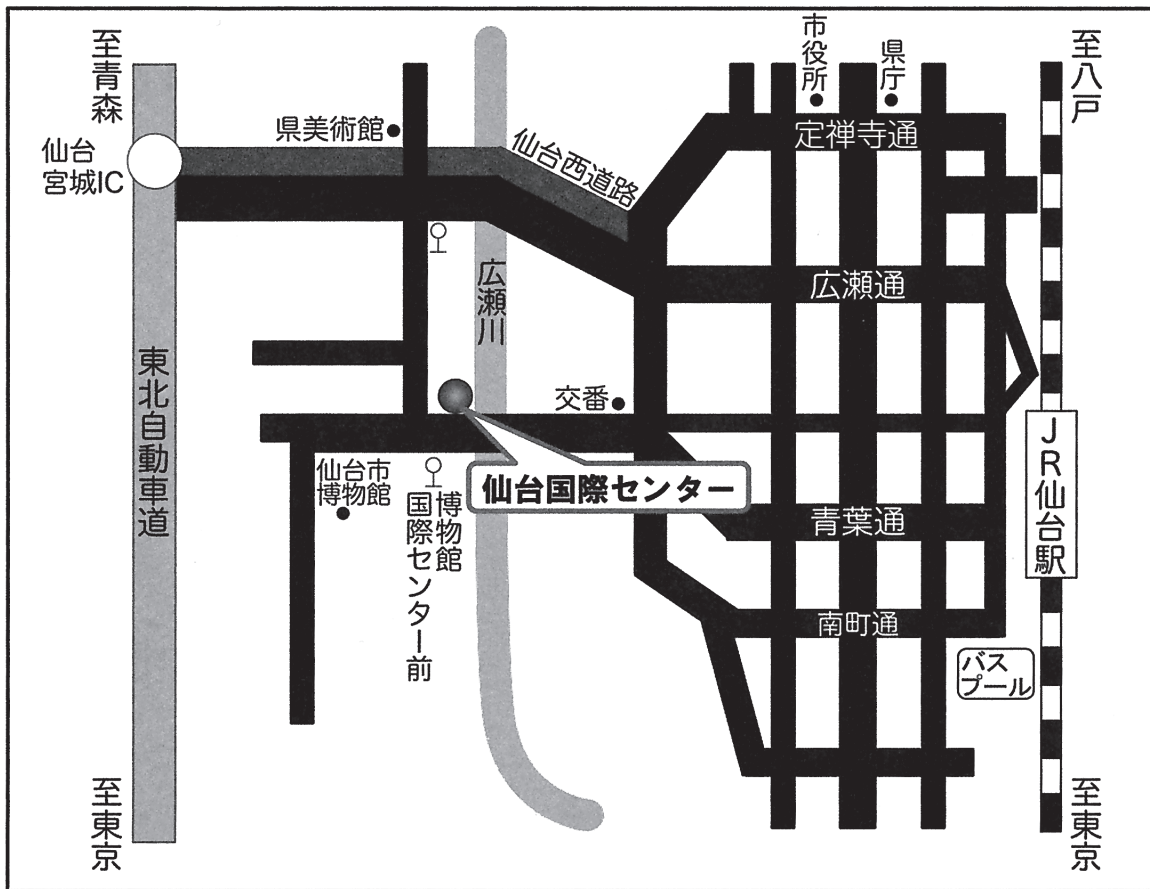 至青森
市役所
県庁
至八戸
定禅寺通
県美術館
仙台西道路
仙台
宮城IC
広瀬川
広瀬通
東北自動車道
交番
JR仙台駅
仙台市
博物館
仙台国際センター
博物館
国際センター前
青葉通
南町通
バス
プール
至東京
至東京